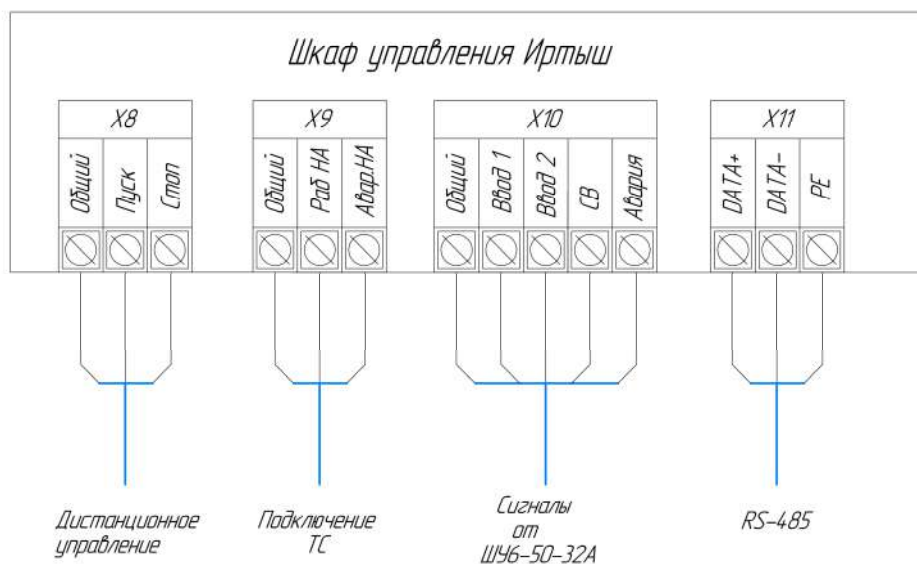 Шкаф управления Иртыш
X8
Общий
Пуск
Стоп
X9
Общий
Раб НА
Авар.НА
X10
Общий
Ввод 1
Ввод 2
СВ
Авария
X11
DATA+
DATA-
PE
Дистанционное
управление
Подключение
ТС
Сигналы
от
ШУ6-50-32А
RS-485